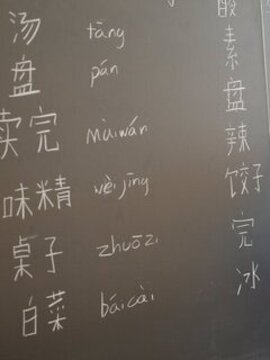 汤 tāng
盘 pán
卖完 màiwán
味精 wèijīng
桌子 zhuōzi
白菜 báicài
素
盘
辣
饺子
完
冰